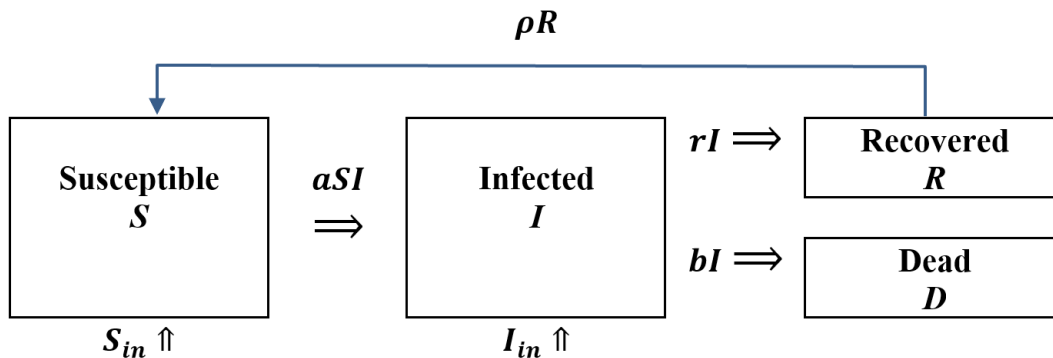 ρR
Susceptible
S
aSI
⇒
Infected
I
rI ⇒
Recovered
R
bI ⇒
Dead
D
S_in ⇑
I_in ⇑